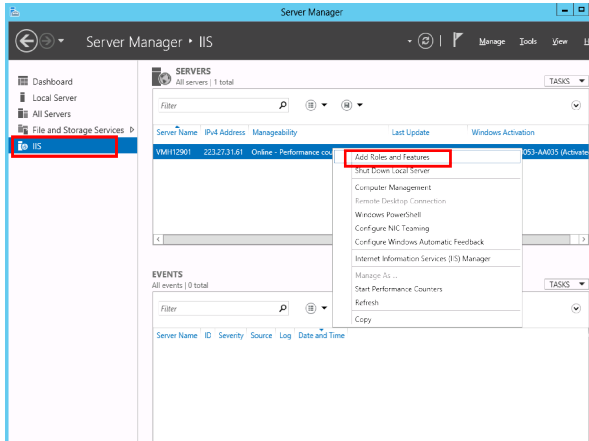 Server Manager
Server Manager • IIS
Manage Tools View H
Dashboard
Local Server
All Servers
File and Storage Services
IIS
SERVERS
All servers | 1 total
TASKS
Filter
Server Name IPv4 Address Manageability Last Update Windows Activation
VMH12901 223.27.31.61 Online - Performance cou 053-AA035 (Activate
Add Roles and Features
Shut Down Local Server
Computer Management
Remote Desktop Connection
Windows PowerShell
Configure NIC Teaming
Configure Windows Automatic Feedback
Internet Information Services (IIS) Manager
Manage As ...
Start Performance Counters
Refresh
Copy
EVENTS
All events | 0 total
TASKS
Filter
Server Name ID Severity Source Log Date and Time